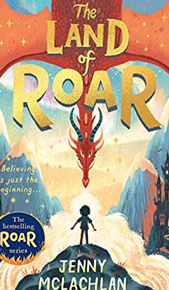 The
LAND
of
ROAR
Believing
is just the
beginning...
The
bestselling
ROAR
series
JENNY
MCLACHLAN